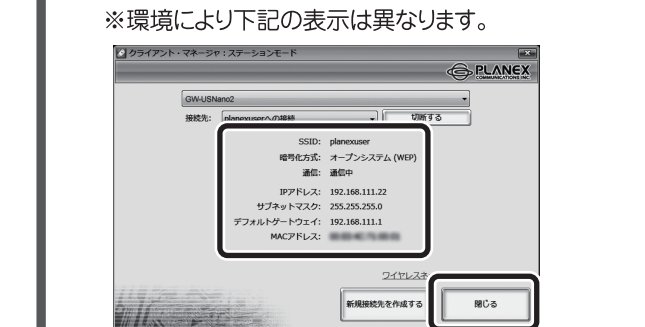 ※環境により下記の表示は異なります。
クライアント・マネージャ：ステーションモード
PLANEX
COMMUNICATIONS INC.
GW-USNano2
接続先: planexuserへの接続 切断する
SSID: planexuser
暗号化方式: オープンシステム (WEP)
通信: 通信中
IPアドレス: 192.168.111.22
サブネットマスク: 255.255.255.0
デフォルトゲートウェイ: 192.168.111.1
MACアドレス:
ワイヤレスネ
新規接続先を作成する 閉じる